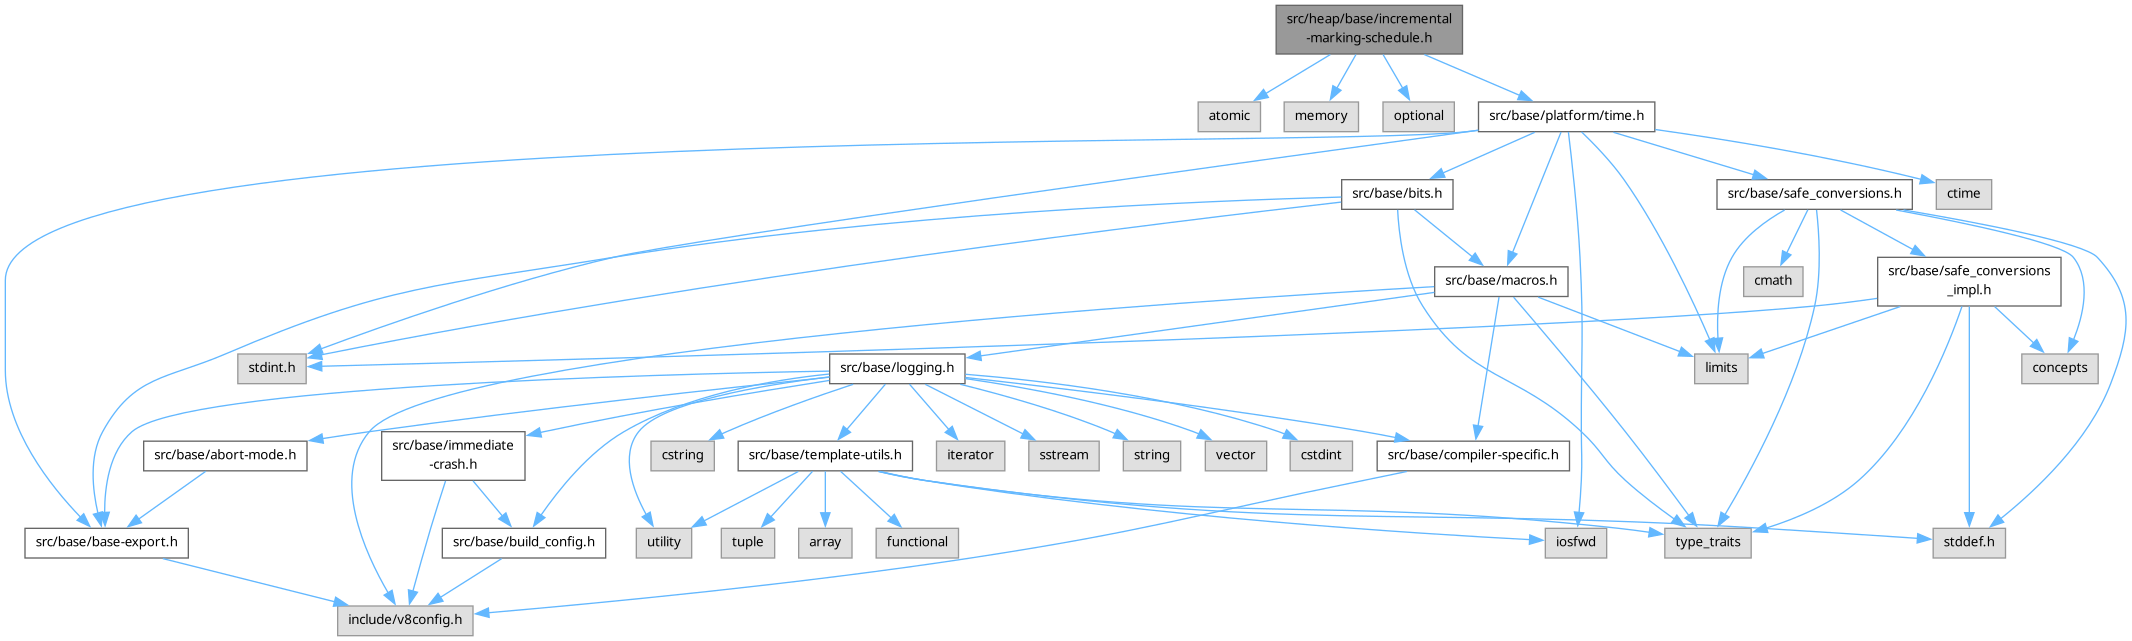 src/heap/base/incremental
-marking-schedule.h
atomic
memory
optional
src/base/platform/time.h
src/base/bits.h
src/base/safe_conversions.h
ctime
src/base/macros.h
cmath
src/base/safe_conversions
_impl.h
stdint.h
src/base/logging.h
limits
concepts
src/base/abort-mode.h
src/base/immediate
-crash.h
cstring
src/base/template-utils.h
iterator
sstream
string
vector
cstdint
src/base/compiler-specific.h
src/base/base-export.h
src/base/build_config.h
utility
tuple
array
functional
iosfwd
type_traits
stddef.h
include/v8config.h